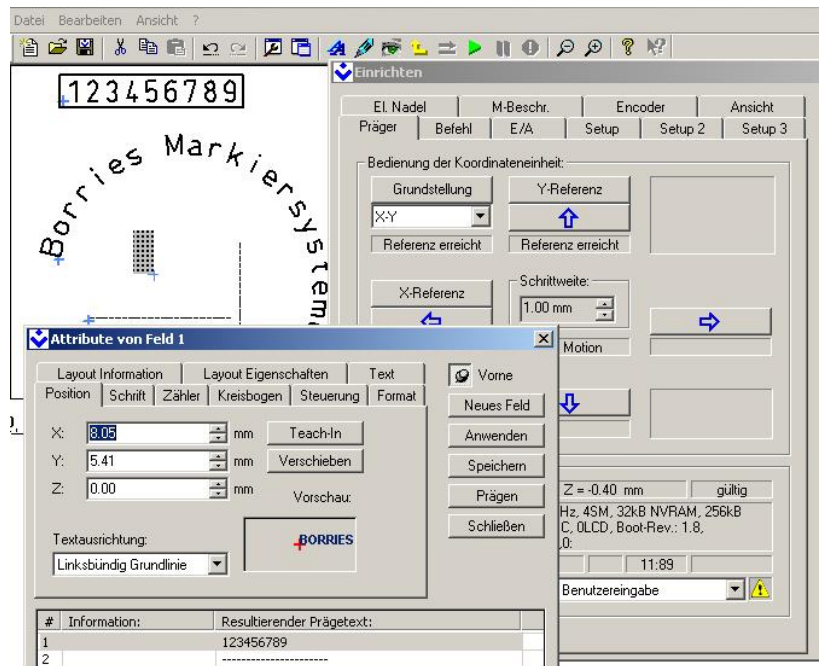 Datei Bearbeiten Ansicht ?
123456789
Borries Markiersysteme
Einrichten
El. Nadel M-Beschr. Encoder Ansicht
Präger Befehl E/A Setup Setup 2 Setup 3
Bedienung der Koordinateneinheit:
Grundstellung Y-Referenz
X-Y
Referenz erreicht Referenz erreicht
X-Referenz Schrittweite:
1.00 mm
Motion
Z = -0.40 mm gültig
Hz, 4SM, 32kB NVRAM, 256kB
C, 0LCD, Boot-Rev.: 1.8,
,0:
11:89
Benutzereingabe
Attribute von Feld 1
Layout Information Layout Eigenschaften Text
Position Schrift Zähler Kreisbogen Steuerung Format
X: 8.05 mm Teach-In
Y: 5.41 mm Verschieben
Z: 0.00 mm Vorschau:
Textausrichtung: BORRIES
Linksbündig Grundlinie
Vorne
Neues Feld
Anwenden
Speichern
Prägen
Schließen
# Information: Resultierender Prägetext:
1 123456789
2 ---------------------